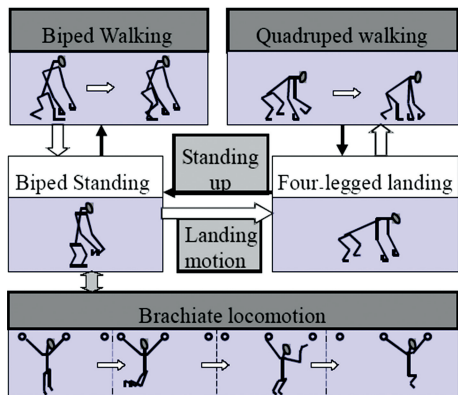 Biped Walking
Quadruped walking
Standing
up
Biped Standing
Four-legged landing
Landing
motion
Brachiate locomotion